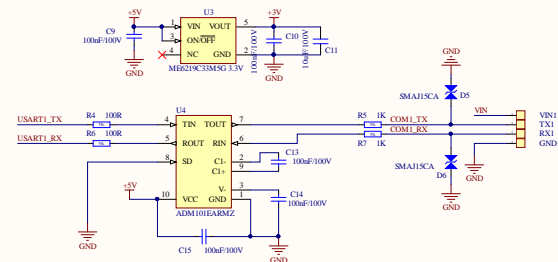 +5V
U3
+3V
C9
100nF/100V
1
VIN
VOUT
5
3
ON/OFF
4
NC
GND
2
C10
100nF/100V
C11
10nF/100V
GND
ME6219C33M5G 3.3V
GND
GND
U4
SMAJ15CA
D5
USART1_TX
R4
100R
4
TIN
TOUT
7
R5
1K
COM1_TX
VIN
VIN1
TX1
USART1_RX
R6
100R
5
ROUT
RIN
6
COM1_RX
R7
1K
RX1
GND
8
SD
C1-
2
C1+
9
C13
100nF/100V
SMAJ15CA
D6
GND
GND
+5V
10
VCC
V-
3
GND
1
C14
100nF/100V
ADM101EARMZ
C15
100nF/100V
GND
GND